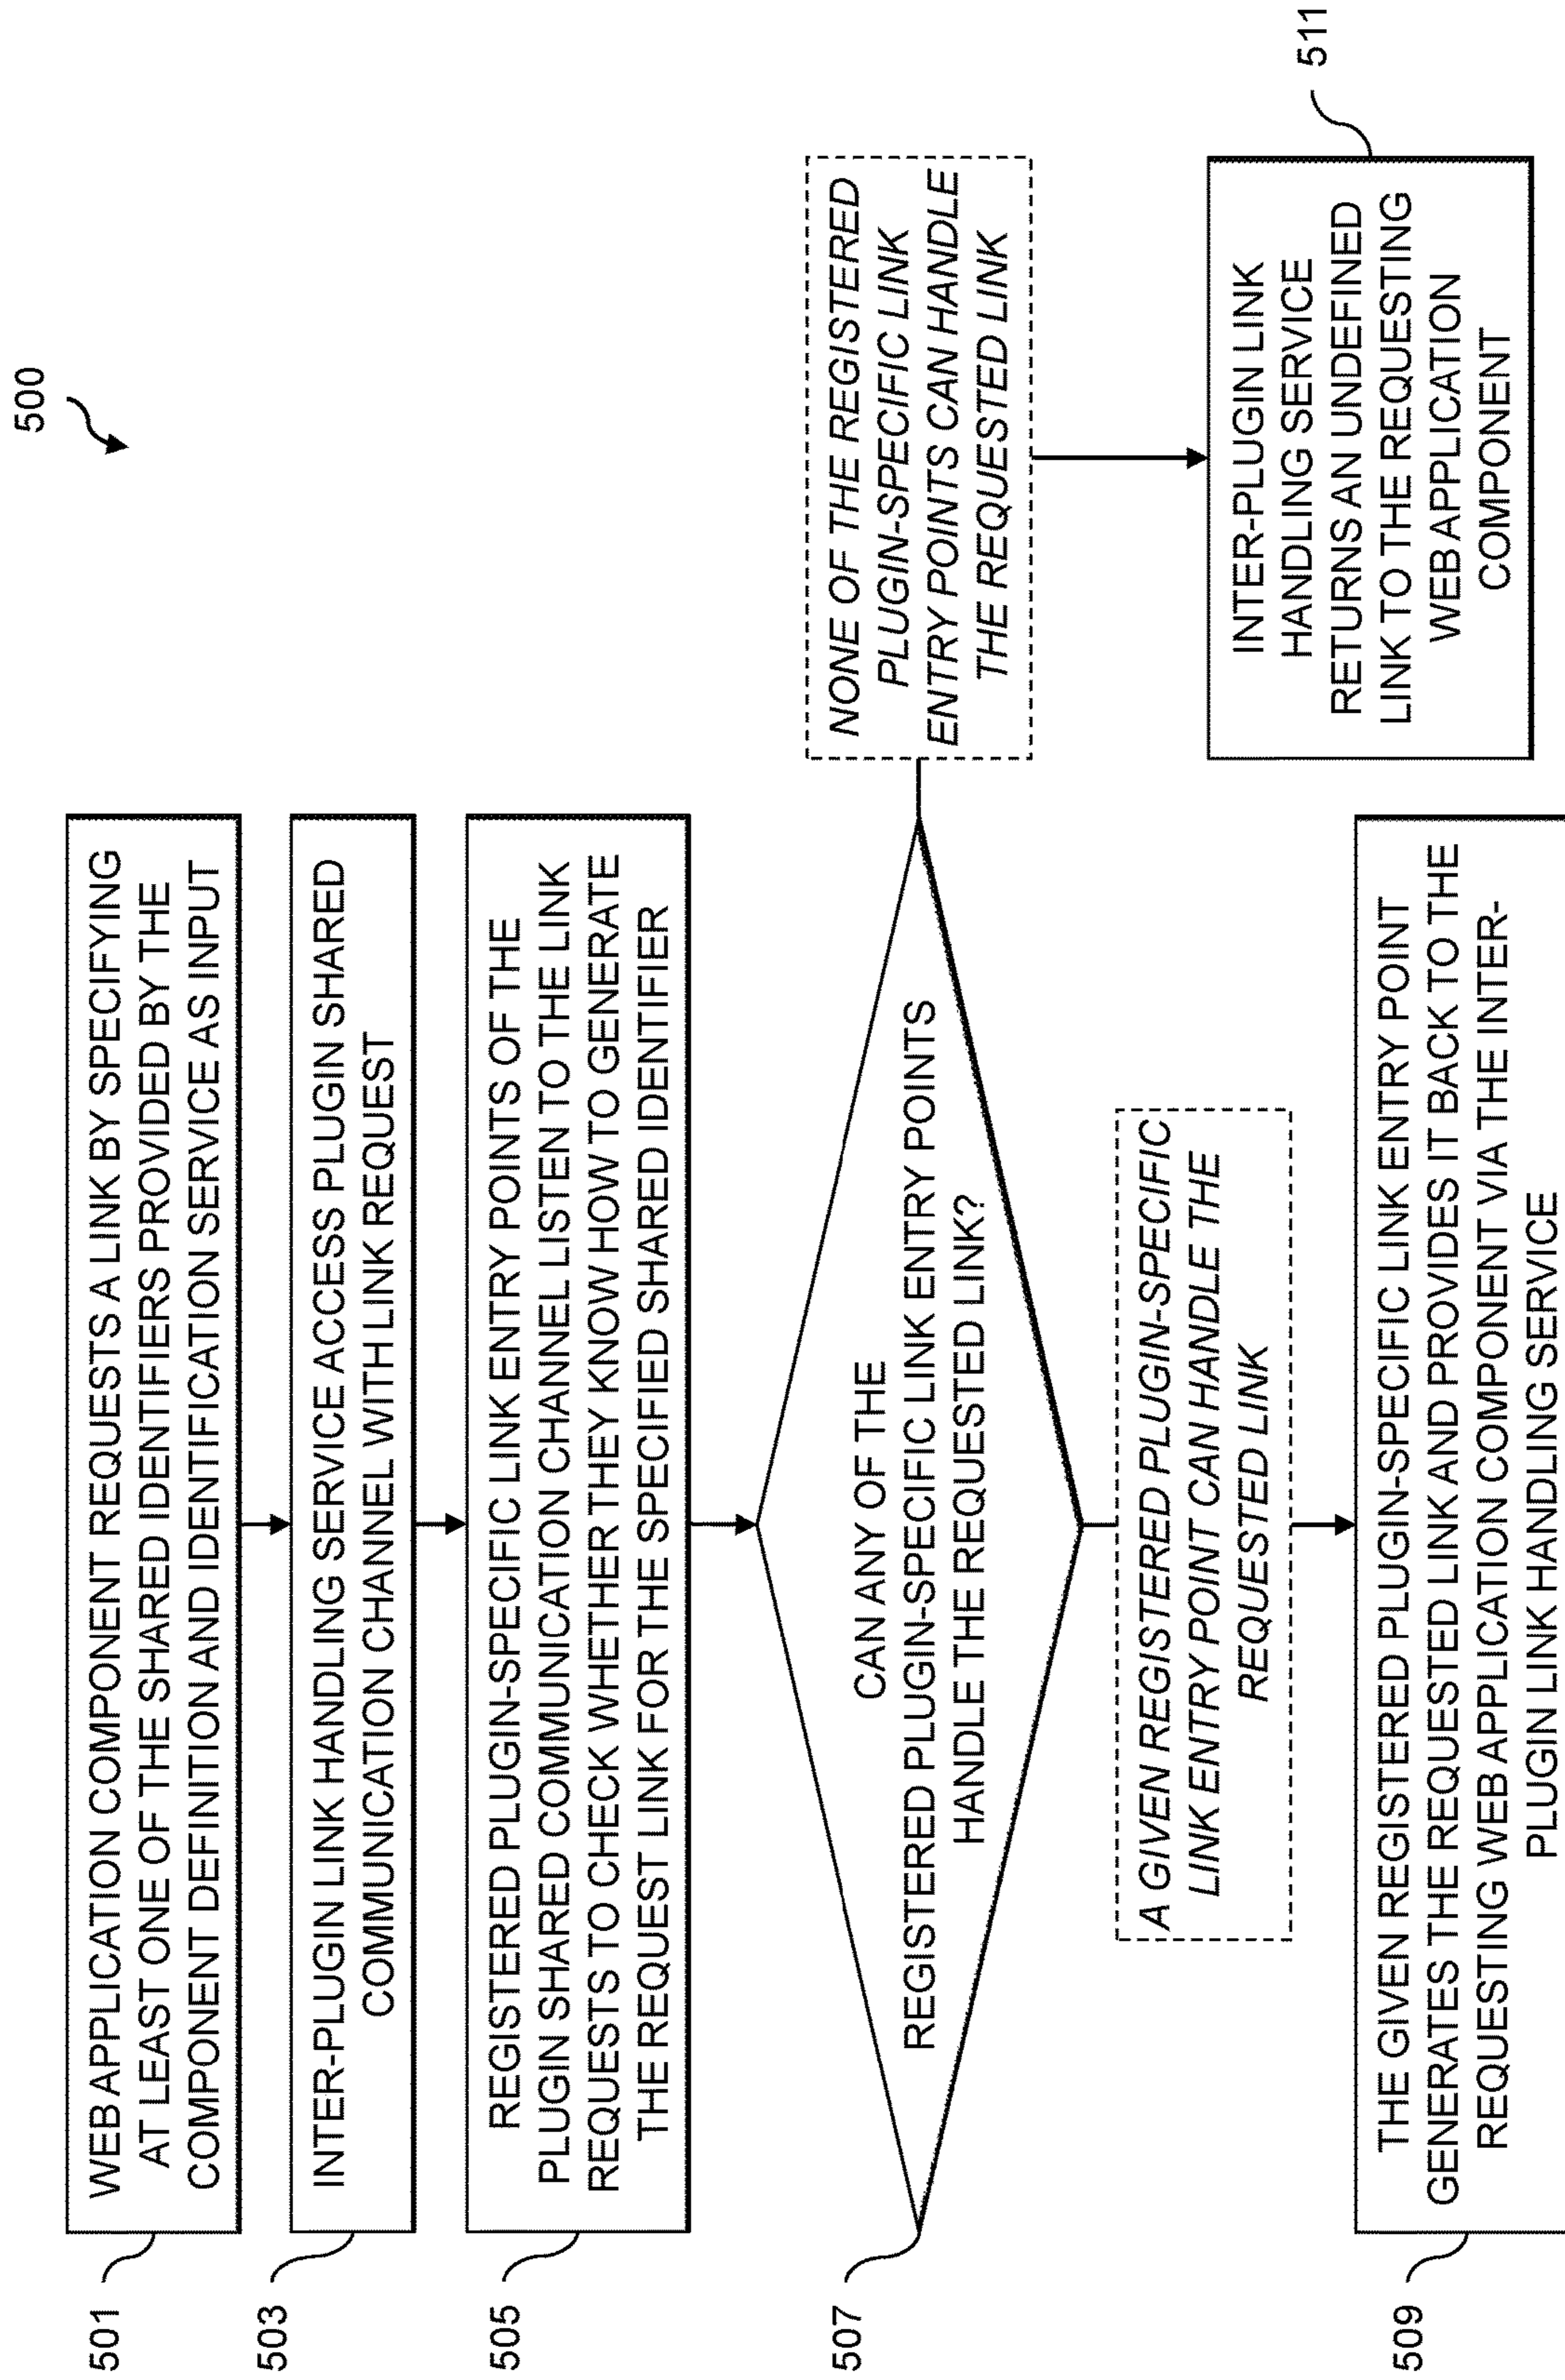 500
501
WEB APPLICATION COMPONENT REQUESTS A LINK BY SPECIFYING
AT LEAST ONE OF THE SHARED IDENTIFIERS PROVIDED BY THE
COMPONENT DEFINITION AND IDENTIFICATION SERVICE AS INPUT
503
INTER-PLUGIN LINK HANDLING SERVICE ACCESS PLUGIN SHARED
COMMUNICATION CHANNEL WITH LINK REQUEST
505
REGISTERED PLUGIN-SPECIFIC LINK ENTRY POINTS OF THE
PLUGIN SHARED COMMUNICATION CHANNEL LISTEN TO THE LINK
REQUESTS TO CHECK WHETHER THEY KNOW HOW TO GENERATE
THE REQUEST LINK FOR THE SPECIFIED SHARED IDENTIFIER
507
CAN ANY OF THE
REGISTERED PLUGIN-SPECIFIC LINK ENTRY POINTS
HANDLE THE REQUESTED LINK?
NONE OF THE REGISTERED
PLUGIN-SPECIFIC LINK
ENTRY POINTS CAN HANDLE
THE REQUESTED LINK
A GIVEN REGISTERED PLUGIN-SPECIFIC
LINK ENTRY POINT CAN HANDLE THE
REQUESTED LINK
509
THE GIVEN REGISTERED PLUGIN-SPECIFIC LINK ENTRY POINT
GENERATES THE REQUESTED LINK AND PROVIDES IT BACK TO THE
REQUESTING WEB APPLICATION COMPONENT VIA THE INTER-
PLUGIN LINK HANDLING SERVICE
511
INTER-PLUGIN LINK
HANDLING SERVICE
RETURNS AN UNDEFINED
LINK TO THE REQUESTING
WEB APPLICATION
COMPONENT